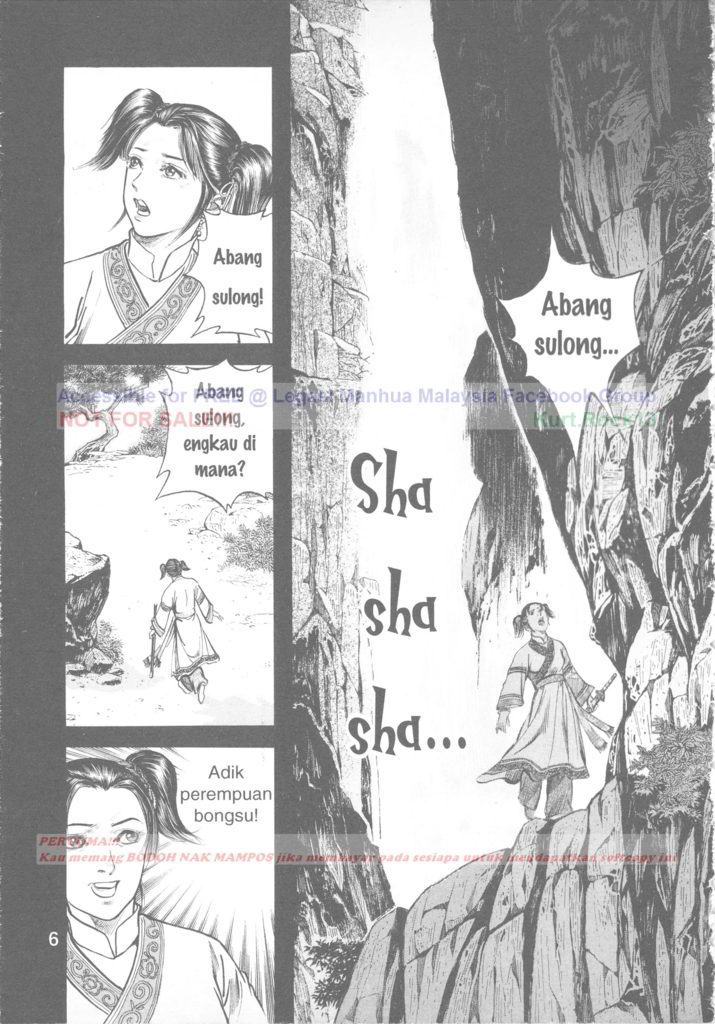 Abang
sulong!
Abang
sulong,
engkau di
mana?
Adik
perempuan
bongsu!
Abang
sulong...
Sha
sha
sha...
Accessible for FREE @ Legasi Manhua Malaysia Facebook Group
NOT FOR SALE!!!
Kurt.Rock13
PERCUMA!!!
Kau memang BODOH NAK MAMPOS jika membayar pada sesiapa untuk mendapatkan softcopy ini
6